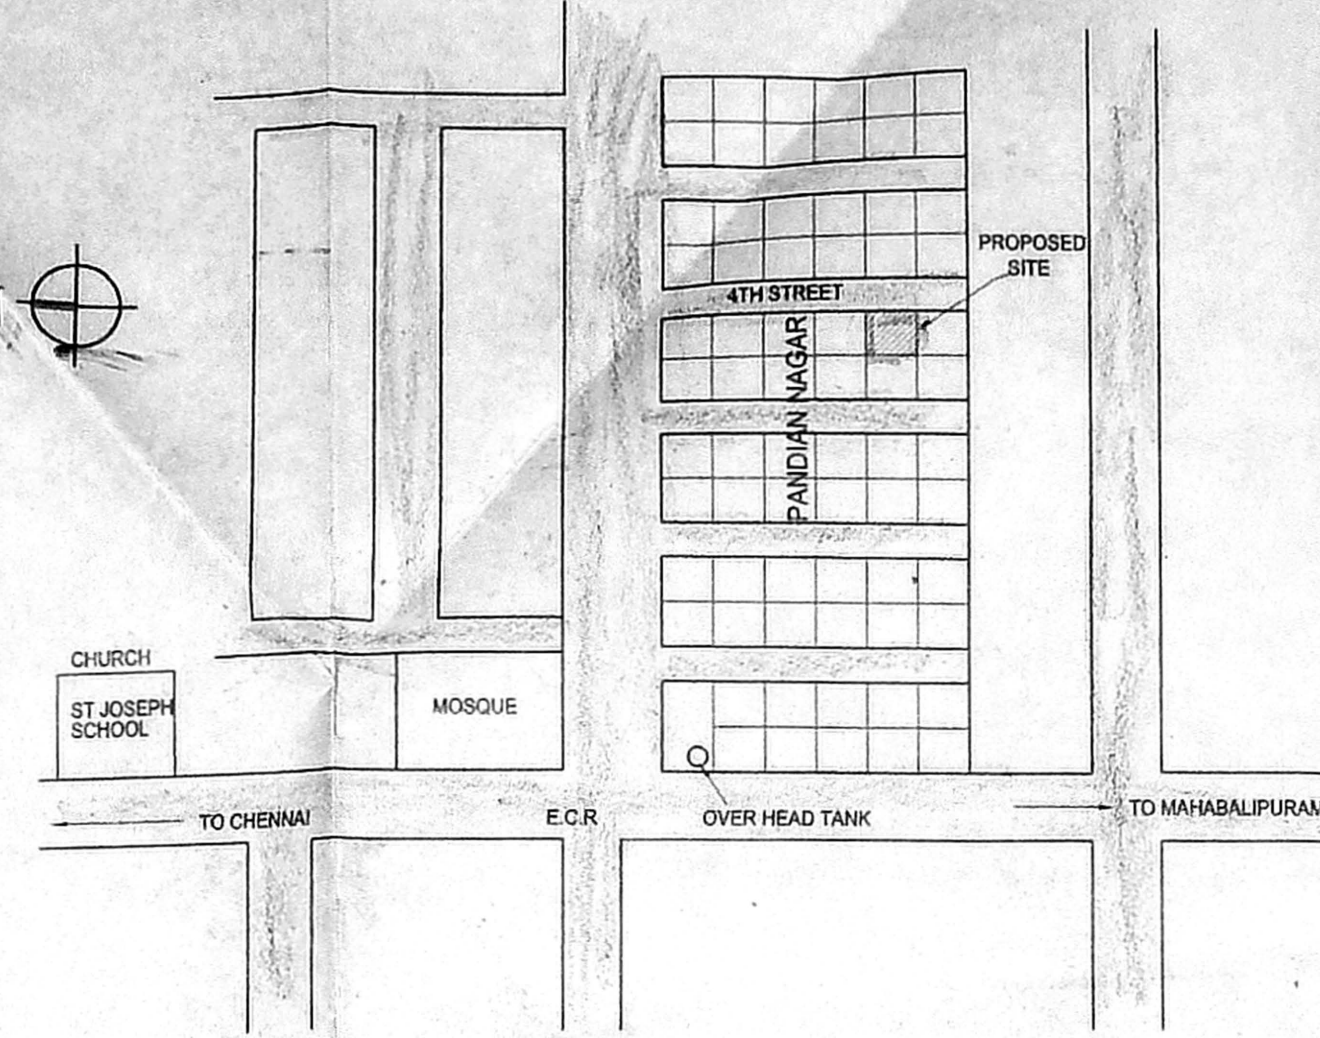 PROPOSED
SITE
4TH STREET
PANDIAN NAGAR
CHURCH
ST JOSEPH
SCHOOL
MOSQUE
TO CHENNAI
E.C.R
OVER HEAD TANK
TO MAHABALIPURAM